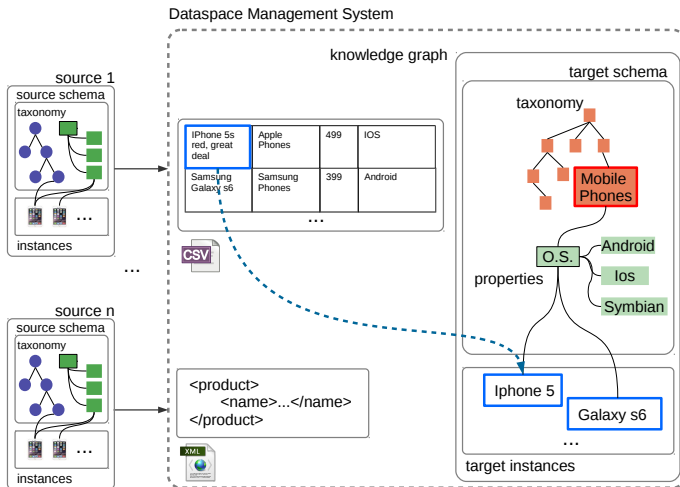 Dataspace Management System
knowledge graph
source 1
source schema
taxonomy
...
instances
...
IPhone 5s
red, great
deal
Apple
Phones
499
IOS
Samsung
Galaxy s6
Samsung
Phones
399
Android
...
CSV
target schema
taxonomy
Mobile
Phones
O.S.
Android
Ios
Symbian
properties
source n
source schema
taxonomy
...
instances
<product>
<name>...</name>
</product>
XML
Iphone 5
Galaxy s6
...
target instances